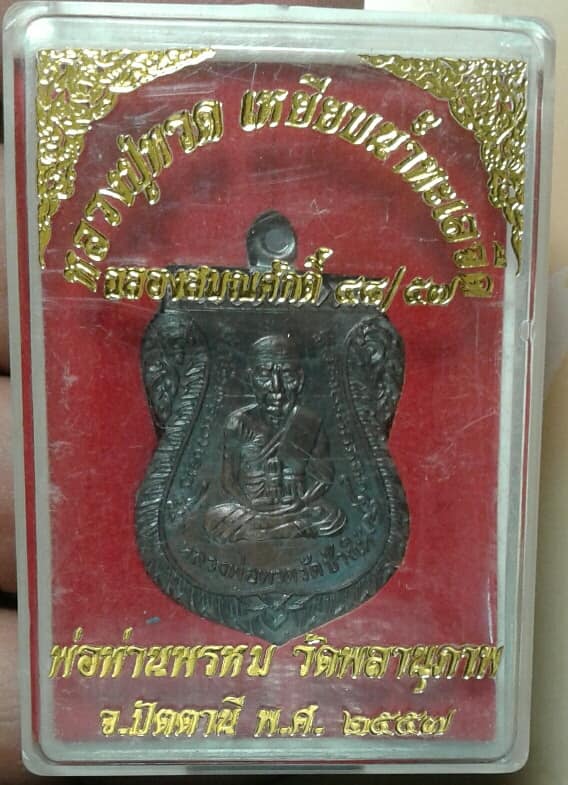 หลวงปู่ทวด เหยียบน้ำทะเลจืด
ฉลองสมณศักดิ์ ๔๘/๕๗
หลวงพ่อทวดวัดช้างให้
พ่อท่านพรหม วัดพลานุภาพ
จ.ปัตตานี พ.ศ. ๒๕๕๗